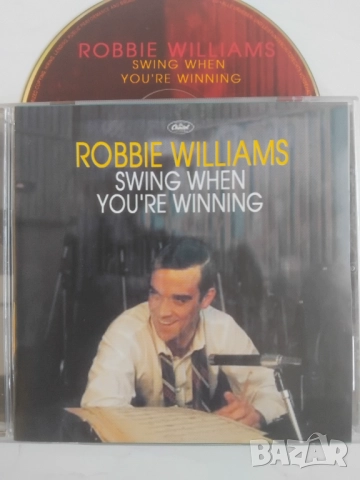 ROBBIE WILLIAMS
SWING WHEN
YOU'RE WINNING
Capitol
ROBBIE WILLIAMS
SWING WHEN
YOU'RE WINNING
BAZAR